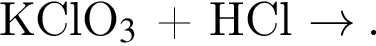 KClO₃ + HCl → .